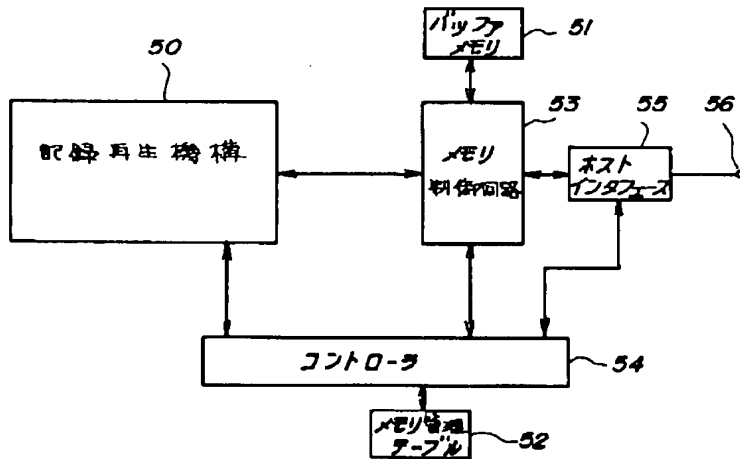 バッファ
メモリ
51
50
53
55
56
記録再生機構
メモリ
制御回路
ホスト
インタフェース
コントローラ
54
メモリ管理
テーブル
52